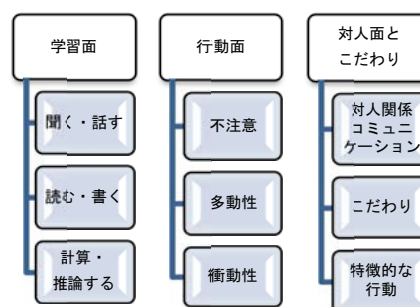 学習面
聞く・話す
読む・書く
計算・
推論する
行動面
不注意
多動性
衝動性
対人面と
こだわり
対人関係
コミュニ
ケーション
こだわり
特徴的な
行動